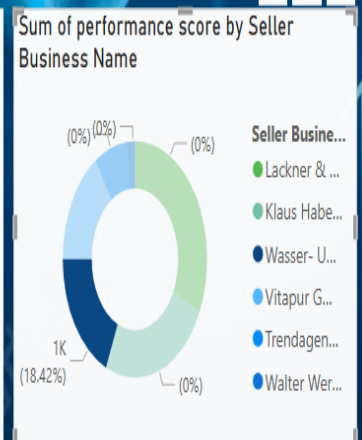 Sum of performance score by Seller
Business Name
(0%)
(0%)
(0%)
1K
(18.42%)
(0%)
Seller Busine...
Lackner & ...
Klaus Habe...
Wasser- U...
Vitapur G...
Trendagen...
Walter Wer...